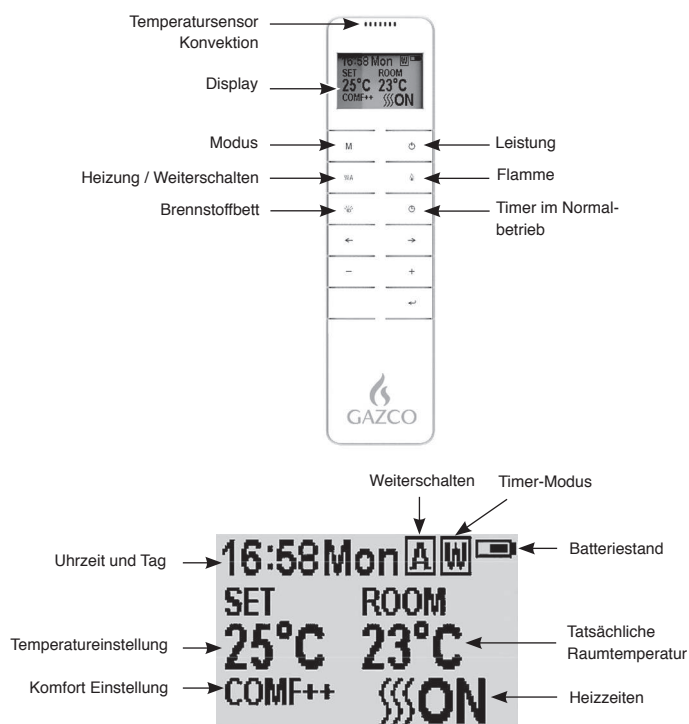 Temperatursensor
Konvektion
Display
16:58 Mon W
SET ROOM
25°C 23°C
COMF++ ON
Modus
M
Leistung
Heizung / Weiterschalten
Flamme
Brennstoffbett
Timer im Normal-
betrieb
←
→
−
+
GAZCO
Weiterschalten
Timer-Modus
Uhrzeit und Tag
16:58 Mon A W
Batteriestand
SET ROOM
Temperatureinstellung
25°C 23°C
Tatsächliche
Raumtemperatur
Komfort Einstellung
COMF++ ON
Heizzeiten